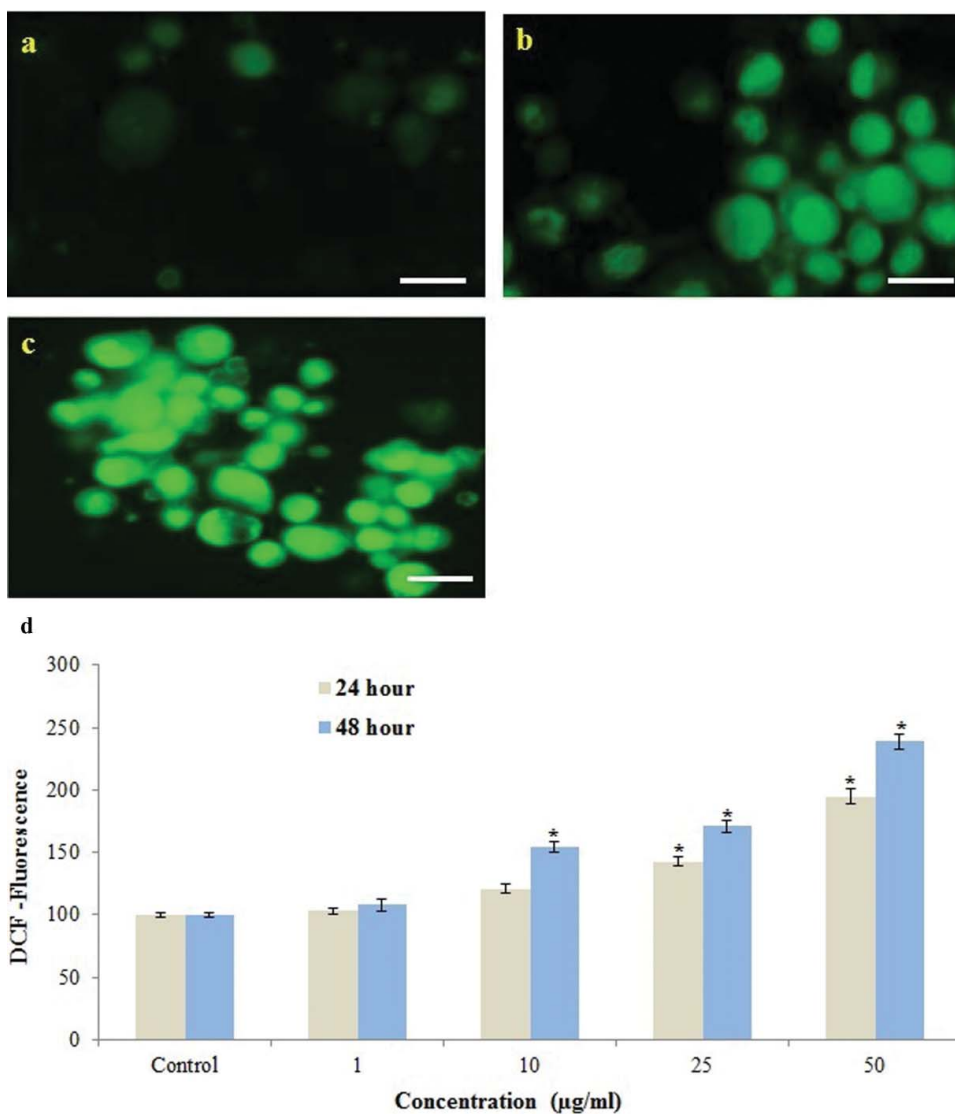 a
b
c
d
300
250
200
150
100
50
0
DCF -Fluorescence
24 hour
48 hour
*
*
*
*
*
Control 1 10 25 50
Concentration (µg/ml)